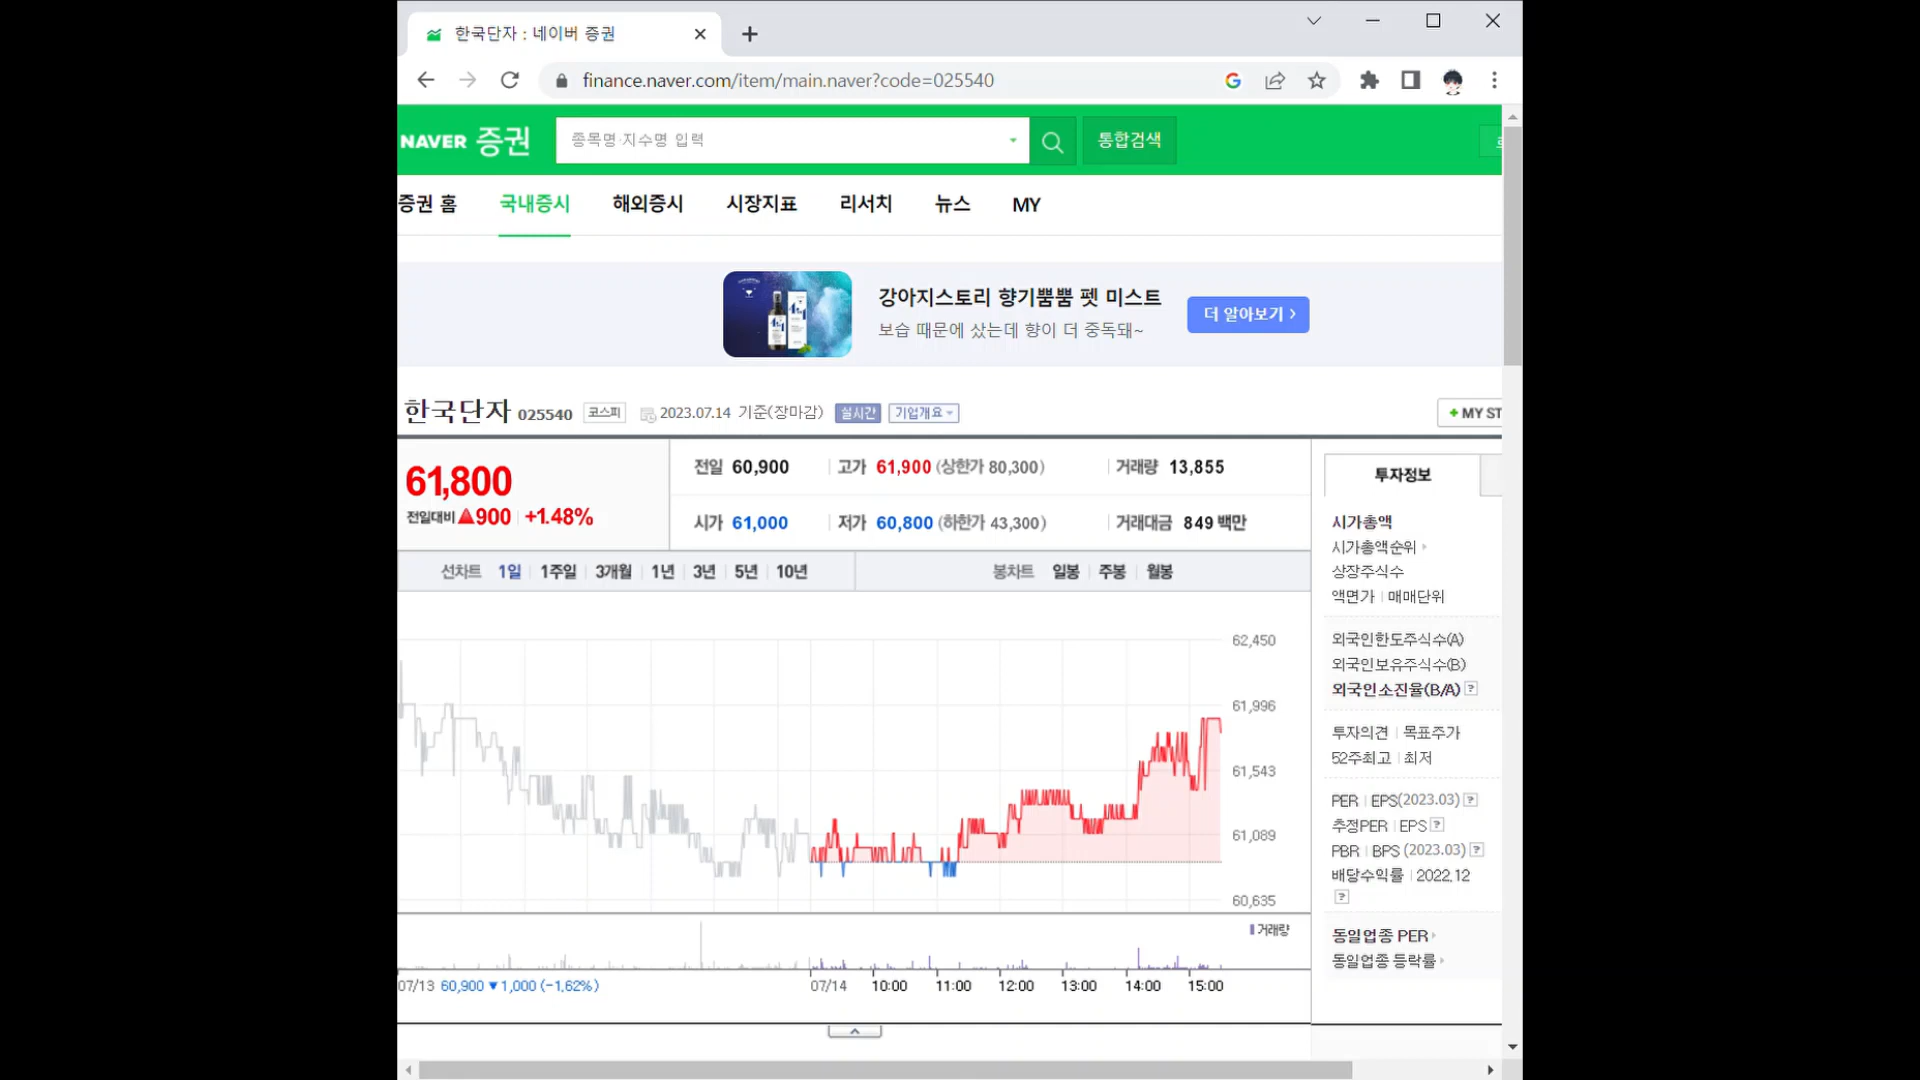 한국단자 : 네이버 증권
finance.naver.com/item/main.naver?code=025540
NAVER 증권
종목명·지수명 입력
통합검색
증권 홈 국내증시 해외증시 시장지표 리서치 뉴스 MY
강아지스토리 향기뿜뿜 펫 미스트
보습 때문에 샀는데 향이 더 중독돼~
더 알아보기
한국단자 025540 코스피 2023.07.14 기준(장마감) 실시간 기업개요
+ MY ST
61,800
전일대비 ▲900 +1.48%
전일 60,900 고가 61,900 (상한가 80,300) 거래량 13,855
시가 61,000 저가 60,800 (하한가 43,300) 거래대금 849 백만
선차트 1일 1주일 3개월 1년 3년 5년 10년
봉차트 일봉 주봉 월봉
62,450
61,996
61,543
61,089
60,635
거래량
07/13 60,900 ▼1,000 (-1.62%) 07/14 10:00 11:00 12:00 13:00 14:00 15:00
투자정보
시가총액
시가총액순위
상장주식수
액면가 | 매매단위
외국인한도주식수(A)
외국인보유주식수(B)
외국인소진율(B/A) ?
투자의견 | 목표주가
52주최고 | 최저
PER | EPS(2023.03) ?
추정PER | EPS ?
PBR | BPS (2023.03) ?
배당수익률 | 2022.12
?
동일업종 PER
동일업종 등락률